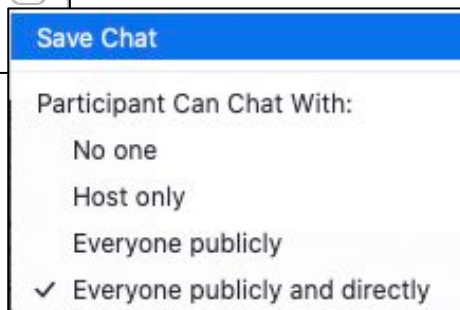 Save Chat
Participant Can Chat With:
No one
Host only
Everyone publicly
✓ Everyone publicly and directly